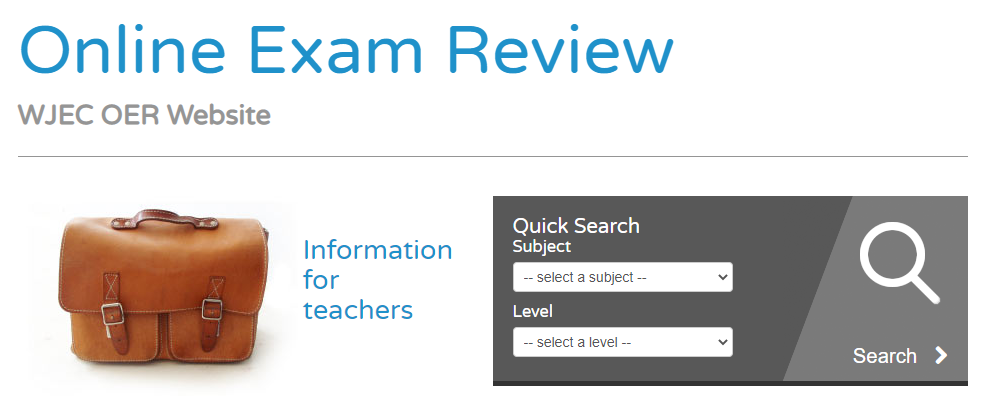 Online Exam Review
WJEC OER Website
Information
for
teachers
Quick Search
Subject
-- select a subject --
Level
-- select a level --
Search